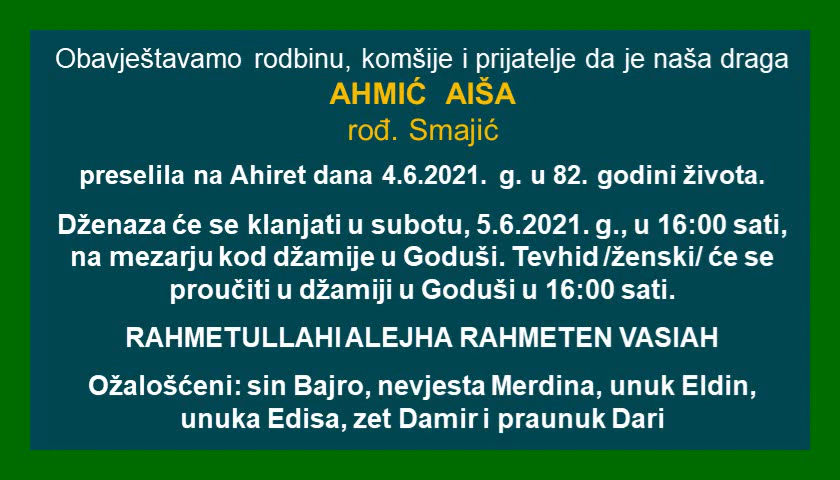 Obavještavamo rodbinu, komšije i prijatelje da je naša draga
AHMIĆ AIŠA
rođ. Smajić
preselila na Ahiret dana 4.6.2021. g. u 82. godini života.
Dženaza će se klanjati u subotu, 5.6.2021. g., u 16:00 sati,
na mezarju kod džamije u Goduši. Tevhid /ženski/ će se
proučiti u džamiji u Goduši u 16:00 sati.
RAHMETULLAHI ALEJHA RAHMETEN VASIAH
Ožalošćeni: sin Bajro, nevjesta Merdina, unuk Eldin,
unuka Edisa, zet Damir i praunuk Dari